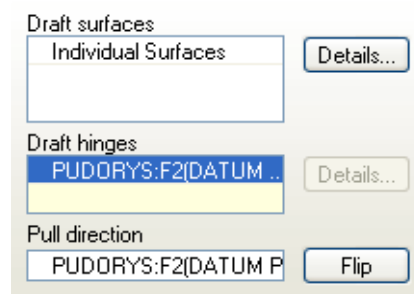 Draft surfaces
Individual Surfaces
Details...
Draft hinges
PUDORYS:F2(DATUM ..
Details...
Pull direction
PUDORYS:F2(DATUM P
Flip